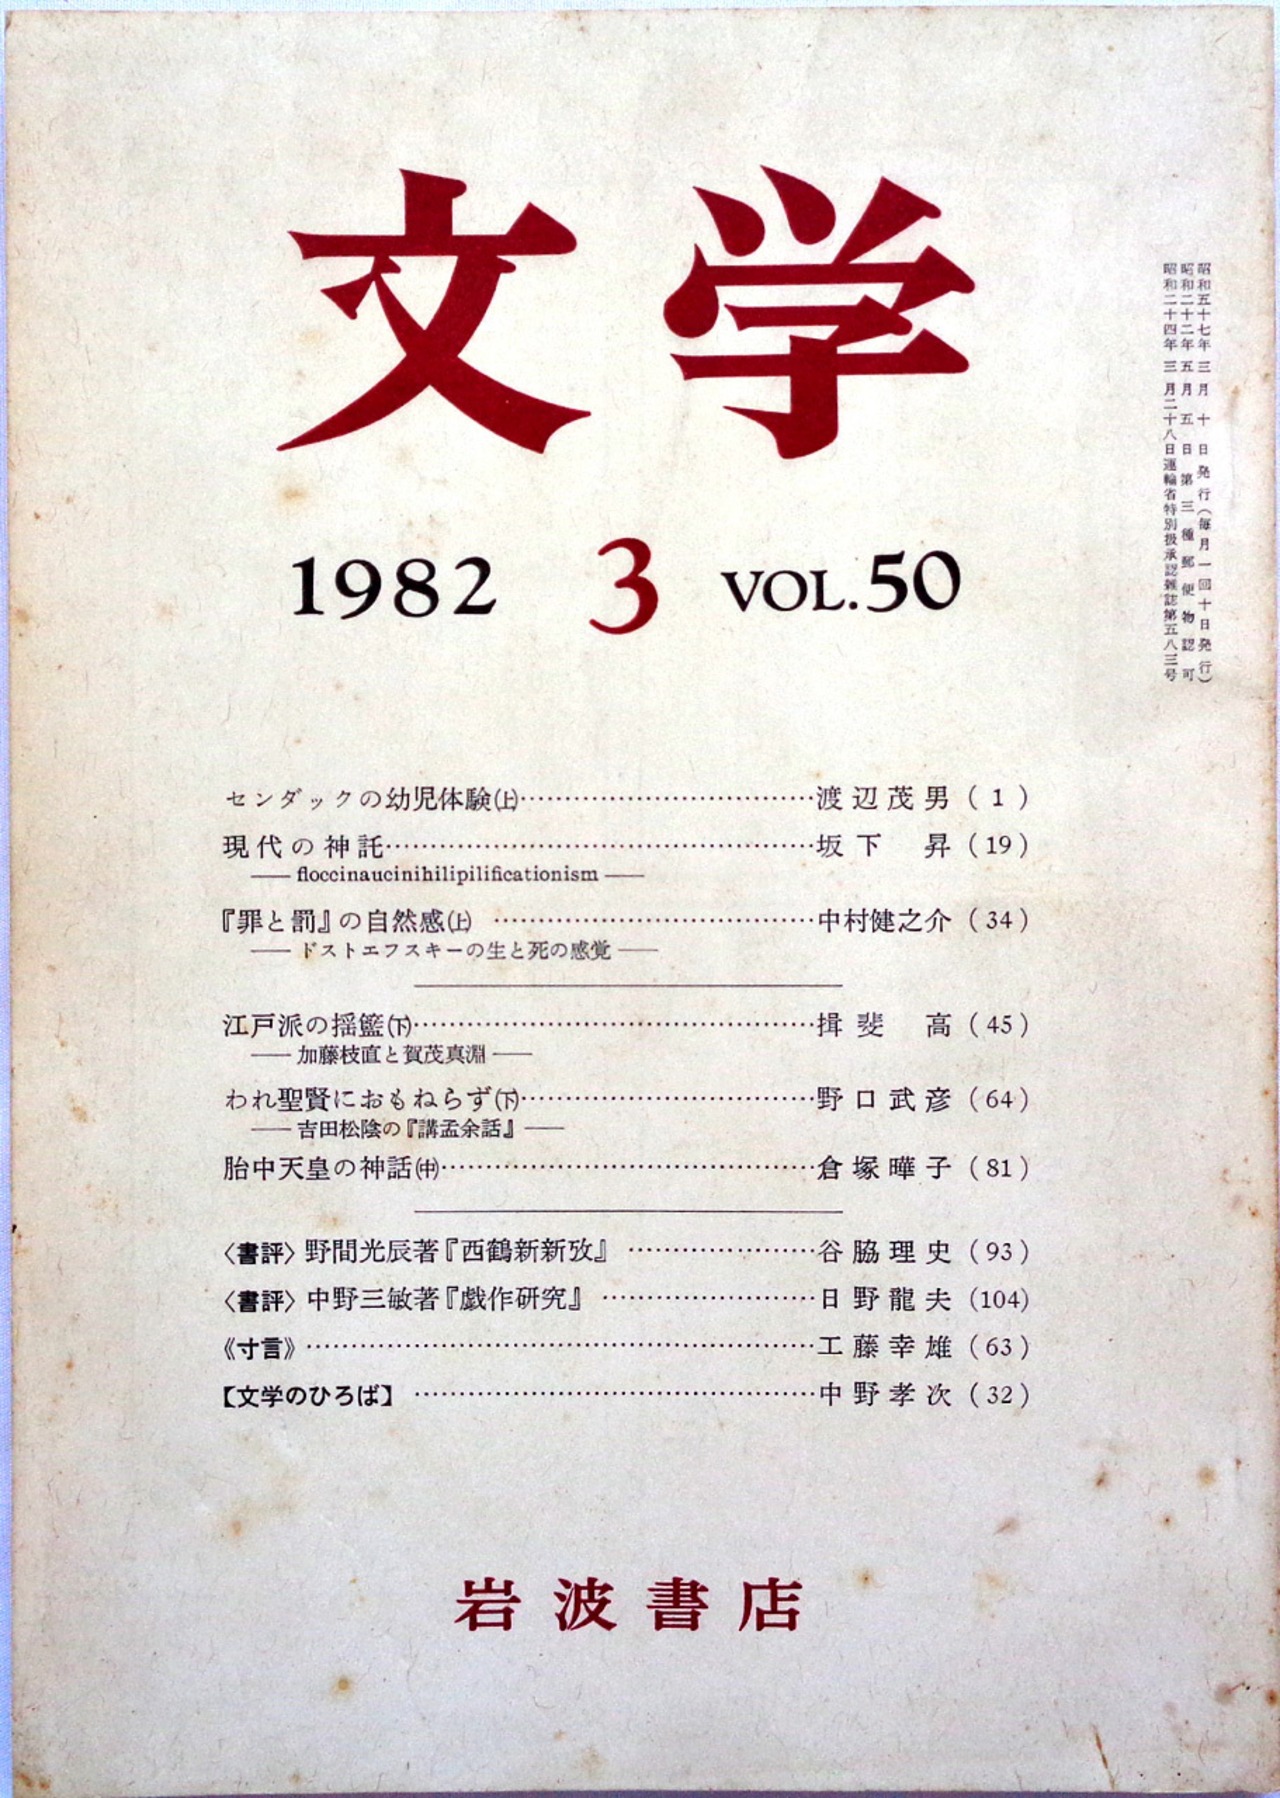 文学
1982 3 VOL.50
昭和五十七年三月十日発行(毎月一回十日発行)
昭和二十二年五月五日第三種郵便物認可
昭和二十四年三月二十八日運輸省特別扱承認雑誌第五八三号
センダックの幼児体験(上)……………………………渡辺茂男(1)
現代の神託…………………………………………坂下 昇(19)
―― floccinaucinihilipilificationism ――
『罪と罰』の自然感(上)………………………………中村健之介(34)
―― ドストエフスキーの生と死の感覚 ――
江戸派の揺籃(下)………………………………………揖斐 高(45)
―― 加藤枝直と賀茂真淵 ――
われ聖賢におもねらず(下)……………………………野口武彦(64)
―― 吉田松陰の『講孟余話』 ――
胎中天皇の神話(中)……………………………………倉塚曄子(81)
〈書評〉野間光辰著『西鶴新新攷』…………………谷脇理史(93)
〈書評〉中野三敏著『戯作研究』……………………日野龍夫(104)
《寸言》…………………………………………………工藤幸雄(63)
【文学のひろば】………………………………………中野孝次(32)
岩波書店